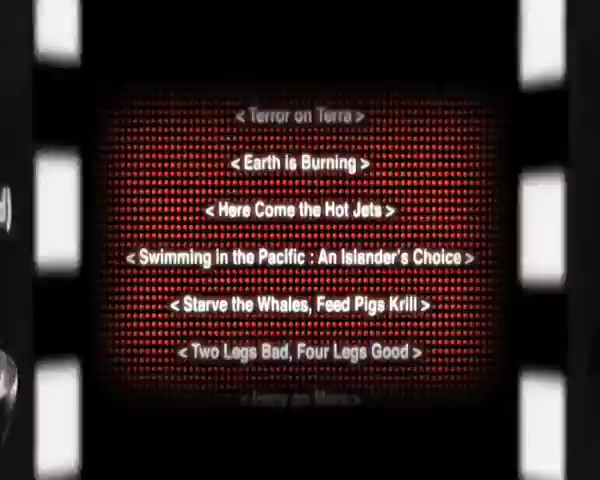 < Terror on Terra >
< Earth is Burning >
< Here Come the Hot Jets >
< Swimming in the Pacific : An Islander's Choice >
< Starve the Whales, Feed Pigs Krill >
< Two Legs Bad, Four Legs Good >